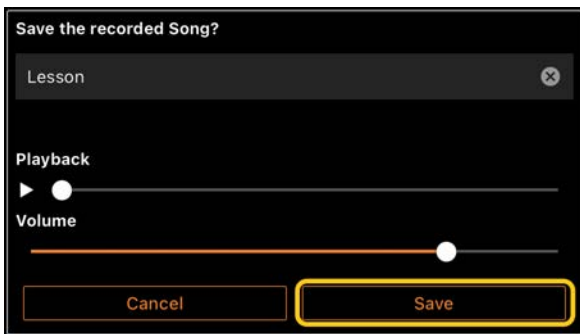 Save the recorded Song?
Lesson
Playback
Volume
Cancel Save